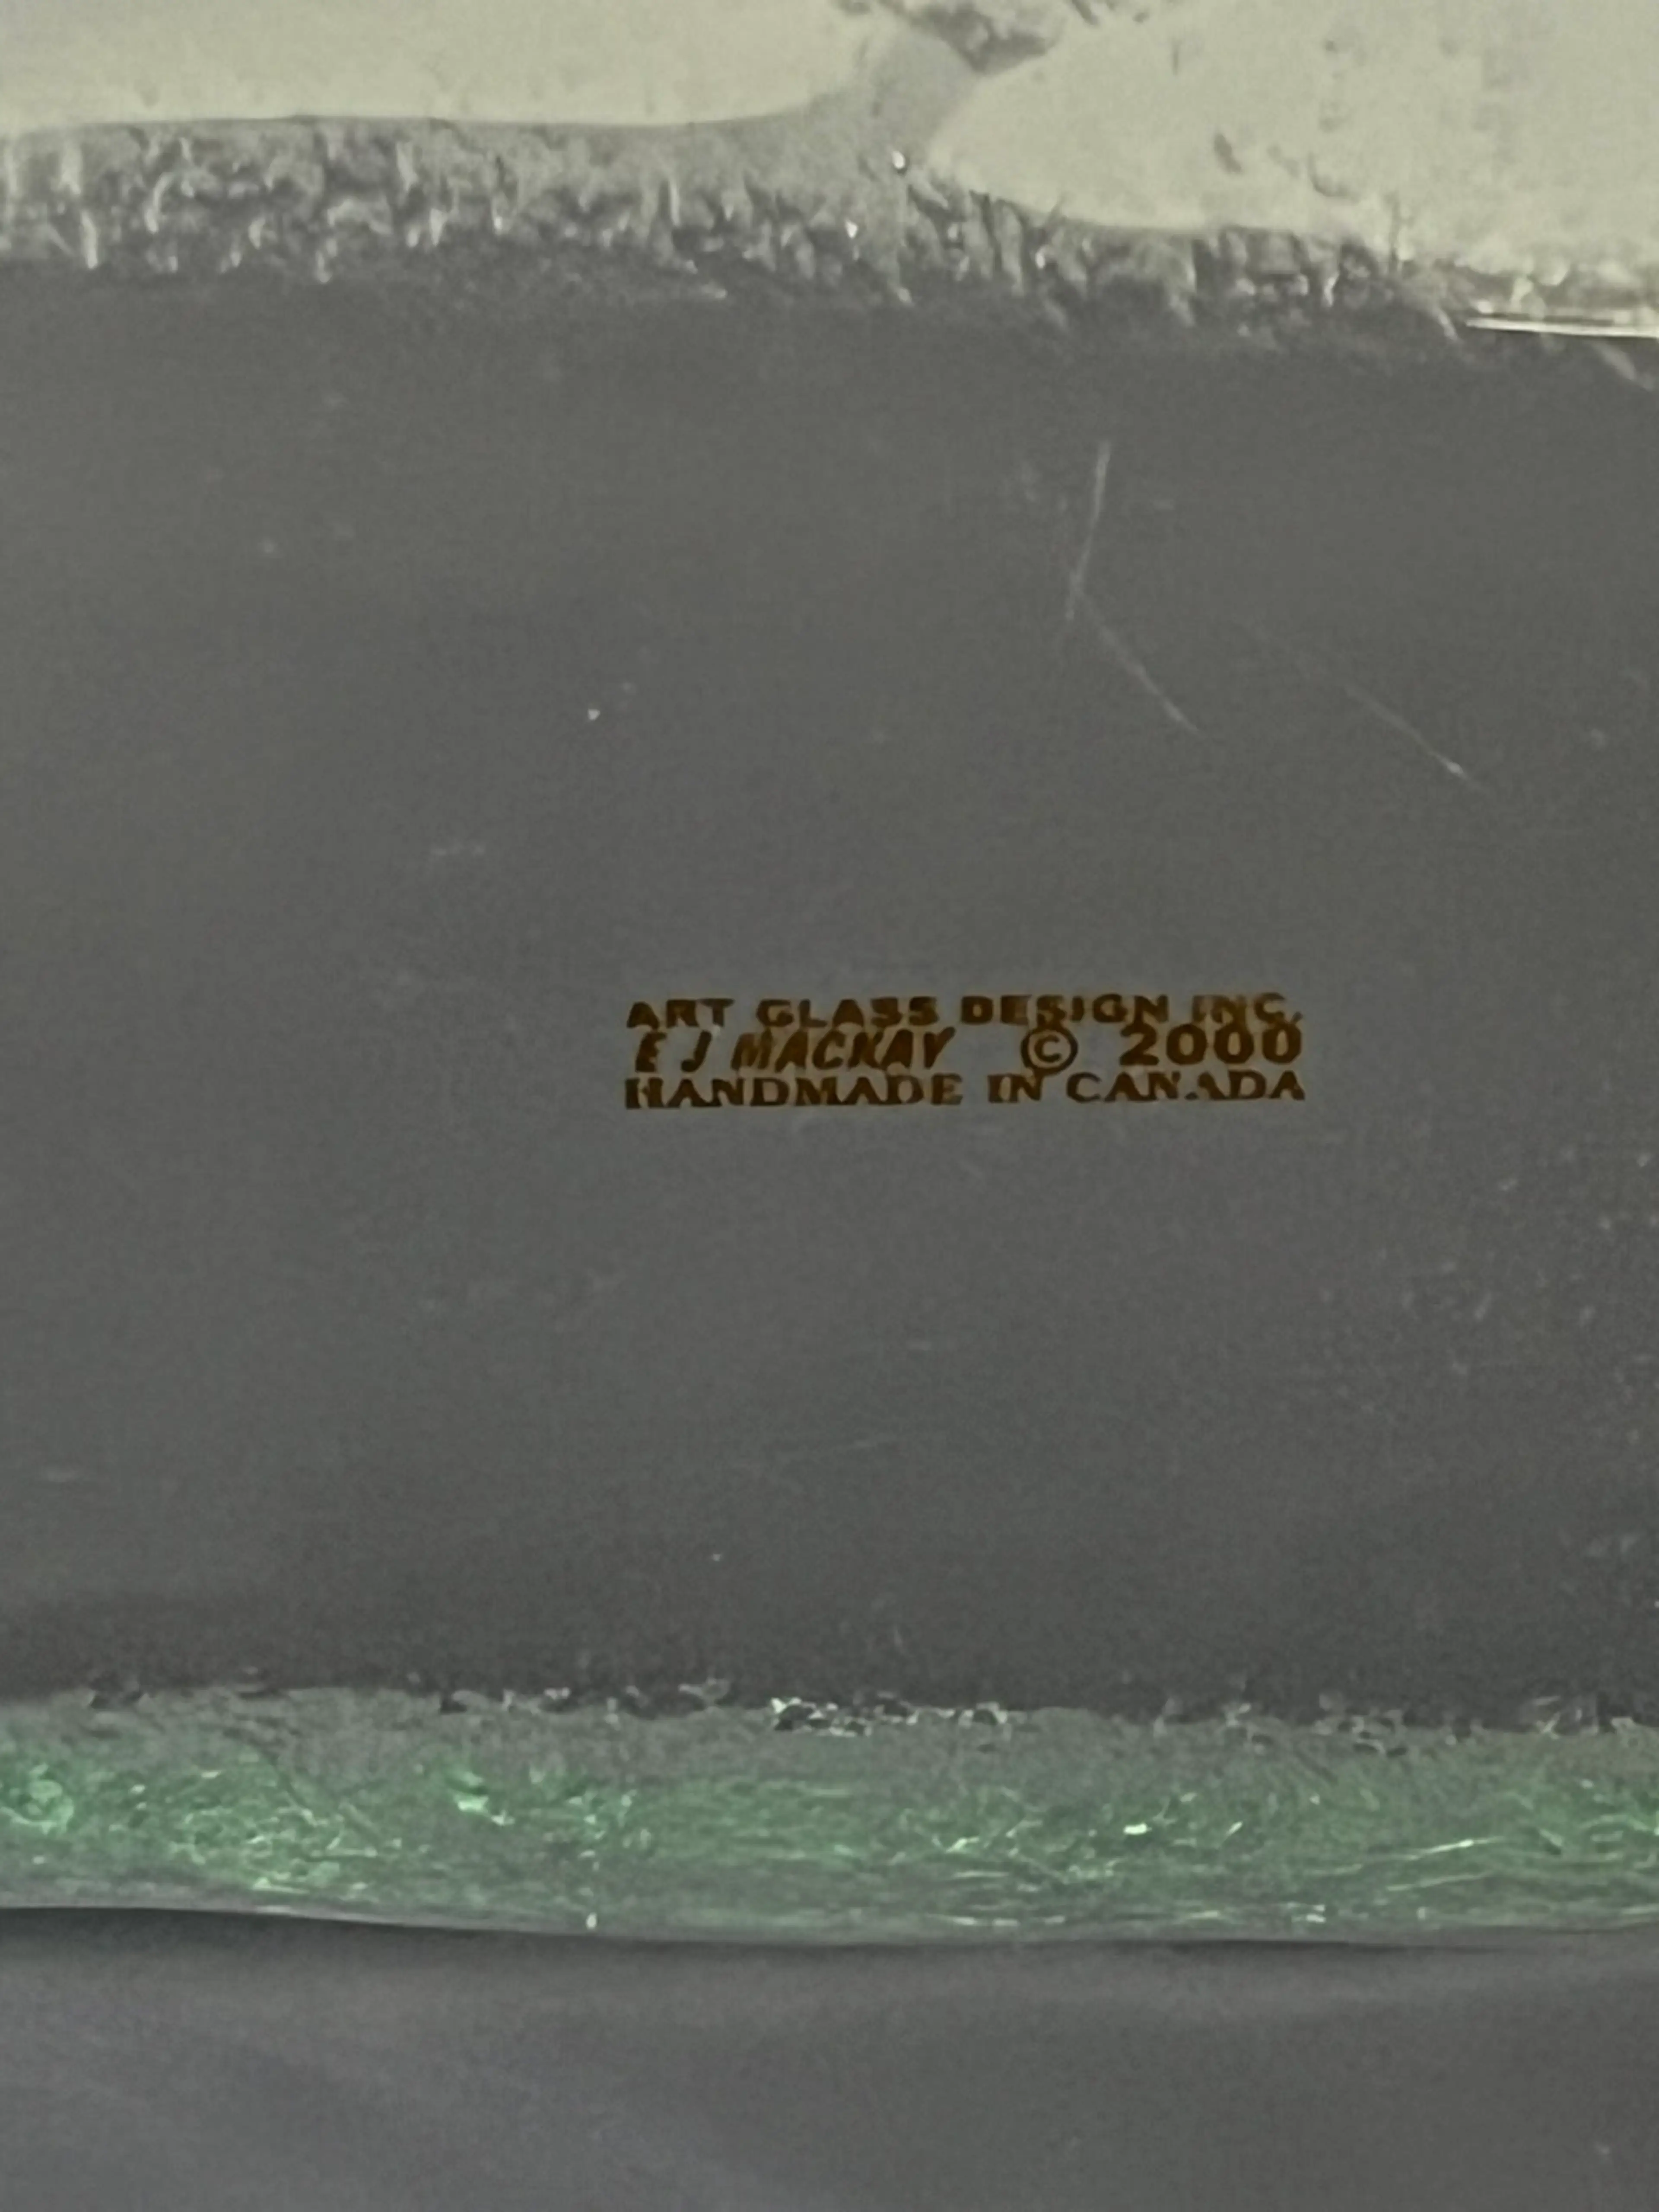 ART GLASS DESIGN INC.
E J MACKAY © 2000
HANDMADE IN CANADA